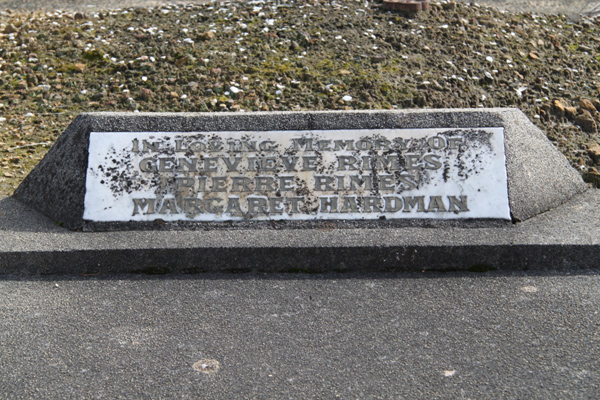 IN LOVING MEMORY OF
GENEVIEVE RIMES
PIERRE RIMES
MARGARET HARDMAN